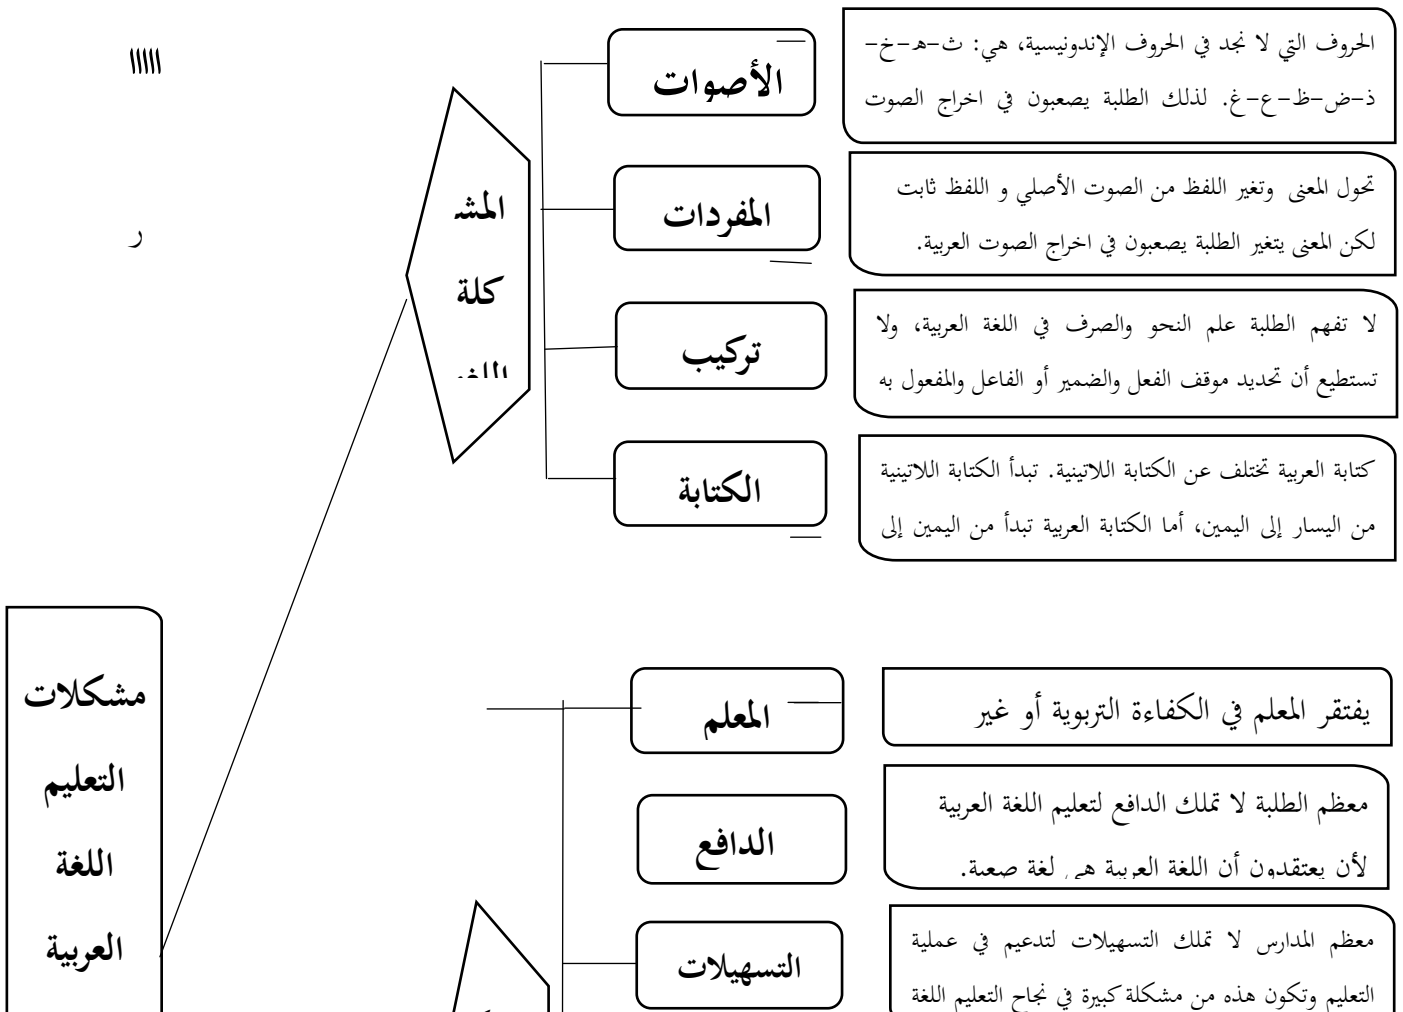 الأصوات
الحروف التي لا نجد في الحروف الإندونيسية، هي: ث-ه-خ-
ذ-ض-ظ-ع-غ. لذلك الطلبة يصعبون في اخراج الصوت
المش
كلة
المفردات
تحول المعنى وتغير اللفظ من الصوت الأصلي و اللفظ ثابت
لكن المعنى يتغير الطلبة يصعبون في اخراج الصوت العربية.
ر
تركيب
لا تفهم الطلبة علم النحو والصرف في اللغة العربية، ولا
تستطيع أن تحديد موقف الفعل والضمير أو الفاعل والمفعول به
الكتابة
كتابة العربية تختلف عن الكتابة اللاتينية. تبدأ الكتابة اللاتينية
من اليسار إلى اليمين، أما الكتابة العربية تبدأ من اليمين إلى
مشكلات
التعليم
اللغة
العربية
المعلم
يفتقر المعلم في الكفاءة التربوية أو غير
الدافع
معظم الطلبة لا تملك الدافع لتعليم اللغة العربية
لأن يعتقدون أن اللغة العربية هي لغة صعبة.
التسهيلات
معظم المدارس لا تملك التسهيلات لتدعيم في عملية
التعليم وتكون هذه من مشكلة كبيرة في نجاح التعليم اللغة